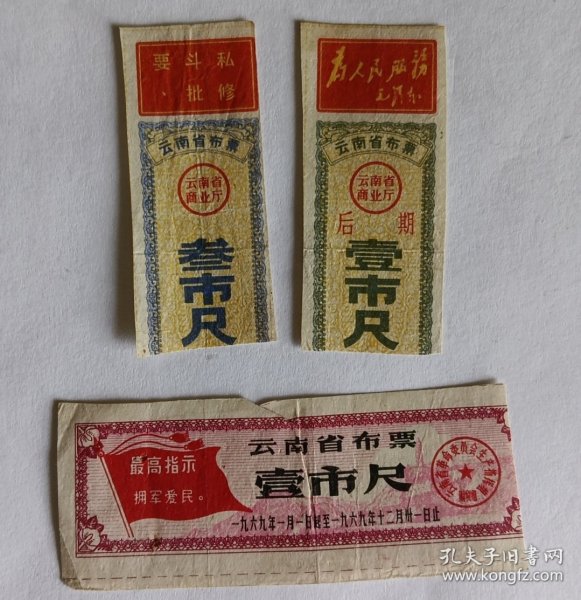 要斗私
、批修
云南省布票
云南省
商业厅
叁市尺
为人民服务
毛泽东
云南省布票
云南省
商业厅
后期
壹市尺
最高指示
拥军爱民。
云南省布票
壹市尺
一九六九年一月一日起至一九六九年十二月卅一日止
孔夫子旧书网
www.kongfz.com